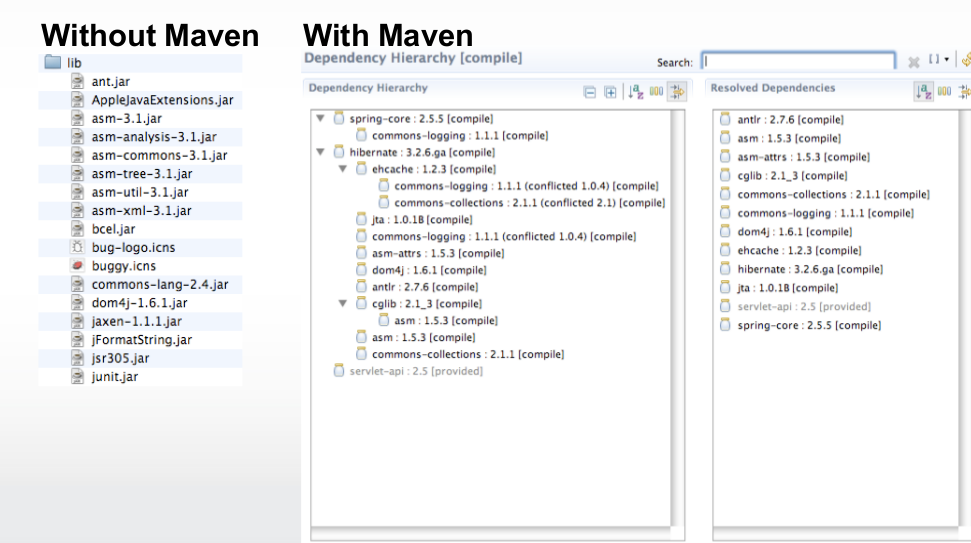 Without Maven
lib
ant.jar
AppleJavaExtensions.jar
asm-3.1.jar
asm-analysis-3.1.jar
asm-commons-3.1.jar
asm-tree-3.1.jar
asm-util-3.1.jar
asm-xml-3.1.jar
bcel.jar
bug-logo.icns
buggy.icns
commons-lang-2.4.jar
dom4j-1.6.1.jar
jaxen-1.1.1.jar
jFormatString.jar
jsr305.jar
junit.jar
With Maven
Dependency Hierarchy [compile]
Search:
Dependency Hierarchy
spring-core : 2.5.5 [compile]
commons-logging : 1.1.1 [compile]
hibernate : 3.2.6.ga [compile]
ehcache : 1.2.3 [compile]
commons-logging : 1.1.1 (conflicted 1.0.4) [compile]
commons-collections : 2.1.1 (conflicted 2.1) [compile]
jta : 1.0.1B [compile]
commons-logging : 1.1.1 (conflicted 1.0.4) [compile]
asm-attrs : 1.5.3 [compile]
dom4j : 1.6.1 [compile]
antlr : 2.7.6 [compile]
cglib : 2.1_3 [compile]
asm : 1.5.3 [compile]
asm : 1.5.3 [compile]
commons-collections : 2.1.1 [compile]
servlet-api : 2.5 [provided]
Resolved Dependencies
antlr : 2.7.6 [compile]
asm : 1.5.3 [compile]
asm-attrs : 1.5.3 [compile]
cglib : 2.1_3 [compile]
commons-collections : 2.1.1 [compile]
commons-logging : 1.1.1 [compile]
dom4j : 1.6.1 [compile]
ehcache : 1.2.3 [compile]
hibernate : 3.2.6.ga [compile]
jta : 1.0.1B [compile]
servlet-api : 2.5 [provided]
spring-core : 2.5.5 [compile]